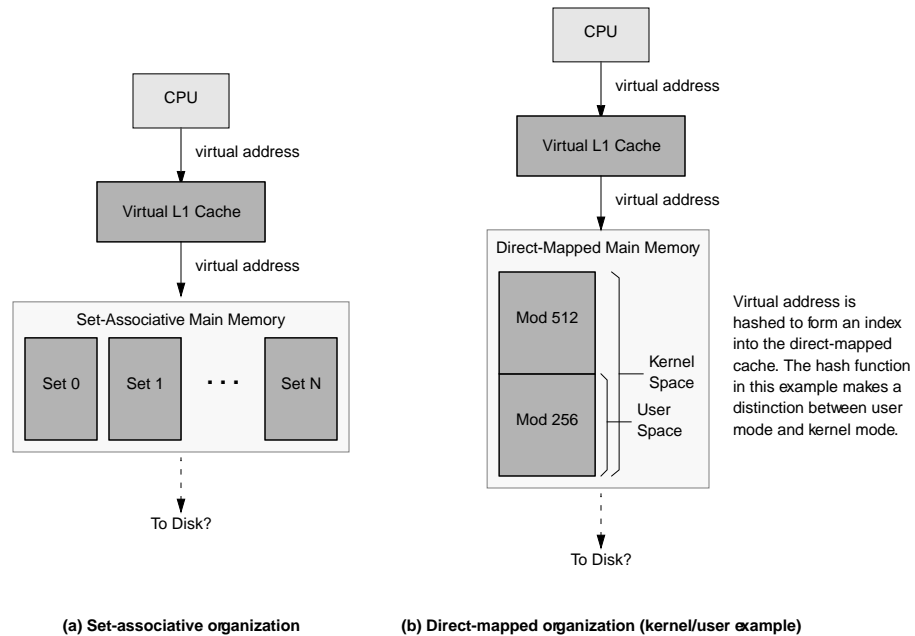 CPU
virtual address
Virtual L1 Cache
virtual address
Set-Associative Main Memory
Set 0
Set 1
. . .
Set N
To Disk?
(a) Set-associative organization
CPU
virtual address
Virtual L1 Cache
virtual address
Direct-Mapped Main Memory
Mod 512
Mod 256
Kernel
Space
User
Space
To Disk?
Virtual address is
hashed to form an index
into the direct-mapped
cache. The hash function
in this example makes a
distinction between user
mode and kernel mode.
(b) Direct-mapped organization (kernel/user example)